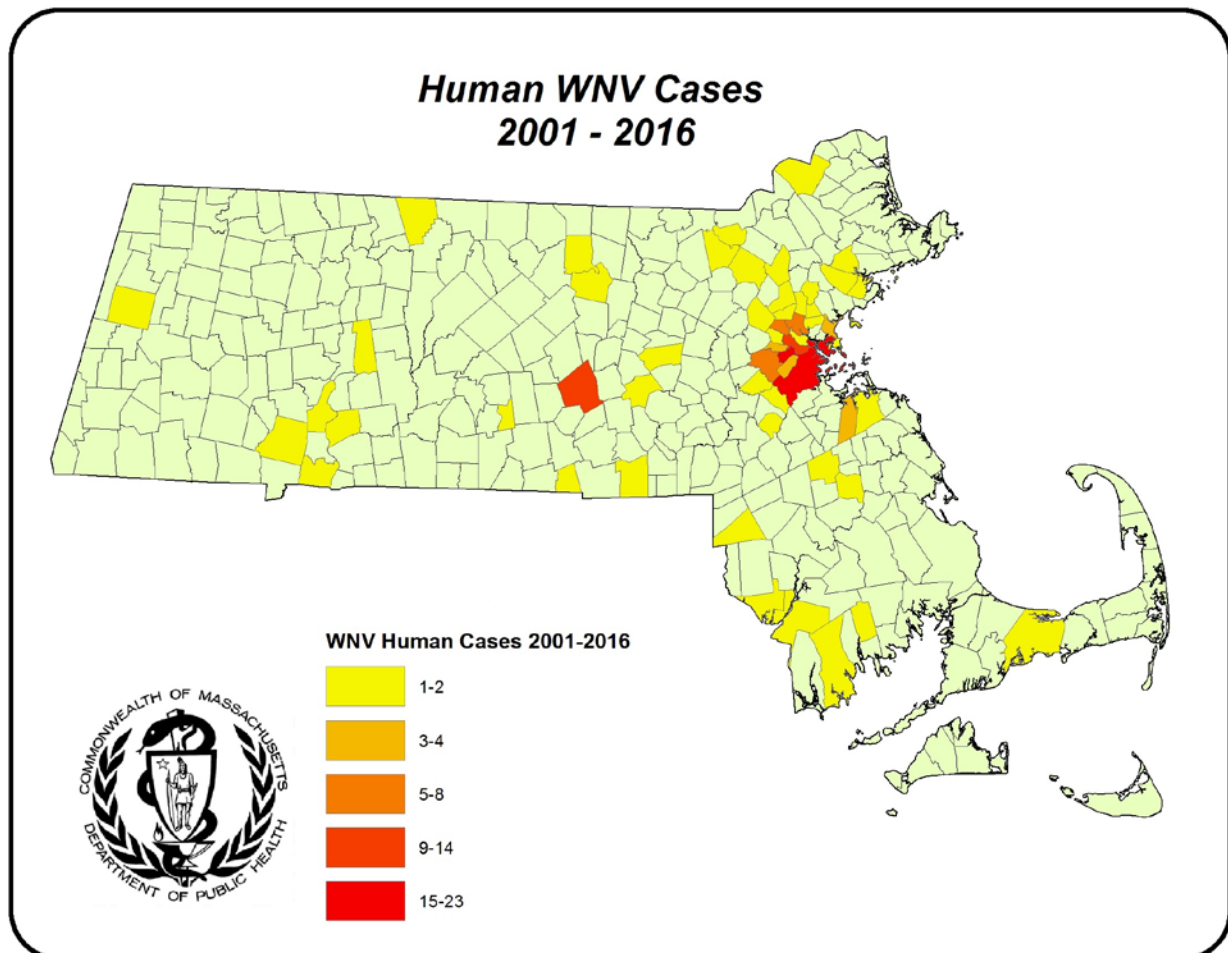 Human WNV Cases
2001 - 2016
WNV Human Cases 2001-2016
1-2
3-4
5-8
9-14
15-23
COMMONWEALTH OF MASSACHUSETTS
DEPARTMENT OF PUBLIC HEALTH